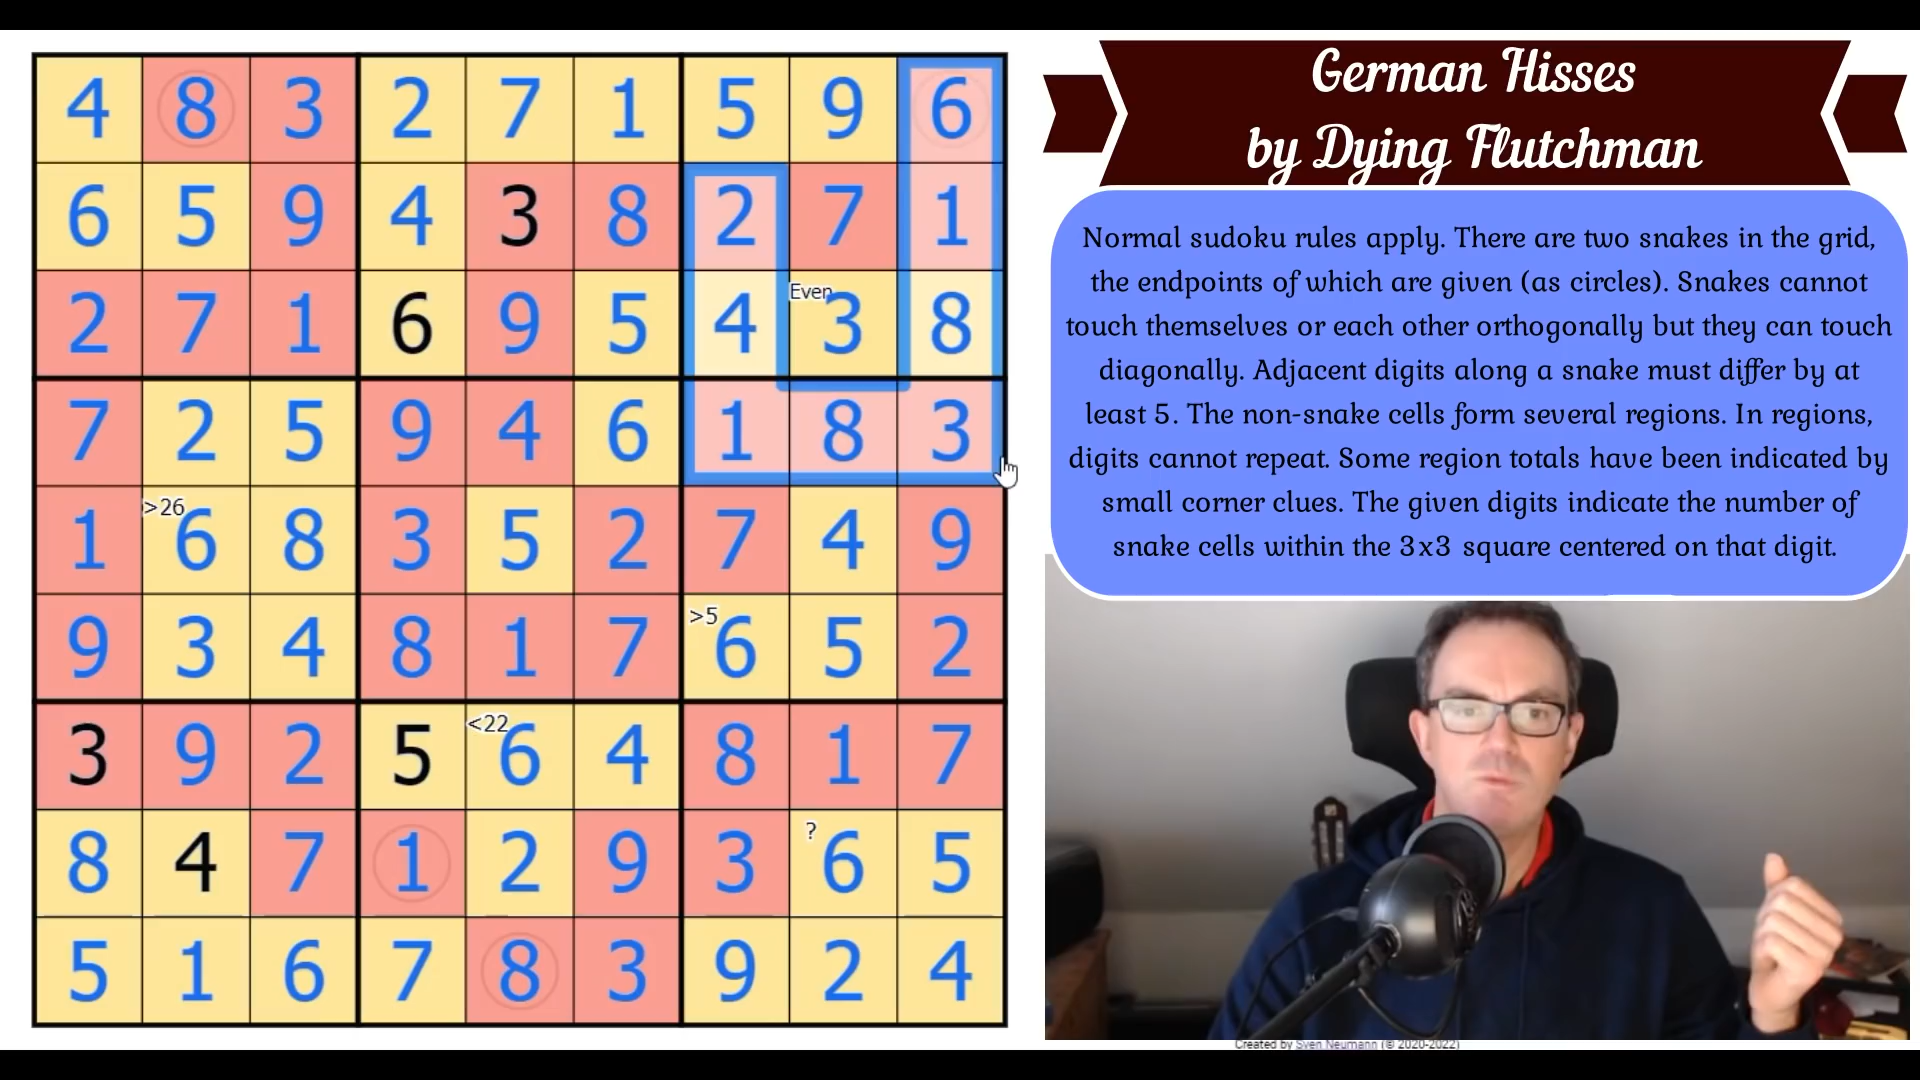 German Hisses
by Dying Flutchman
Normal sudoku rules apply. There are two snakes in the grid,
the endpoints of which are given (as circles). Snakes cannot
touch themselves or each other orthogonally but they can touch
diagonally. Adjacent digits along a snake must differ by at
least 5. The non-snake cells form several regions. In regions,
digits cannot repeat. Some region totals have been indicated by
small corner clues. The given digits indicate the number of
snake cells within the 3x3 square centered on that digit.
4 8 3 2 7 1 5 9 6
6 5 9 4 3 8 2 7 1
Even
2 7 1 6 9 5 4 3 8
7 2 5 9 4 6 1 8 3
>26
1 6 8 3 5 2 7 4 9
>5
9 3 4 8 1 7 6 5 2
<22
3 9 2 5 6 4 8 1 7
?
8 4 7 1 2 9 3 6 5
5 1 6 7 8 3 9 2 4
Created by Sven Neumann (© 2020-2022)